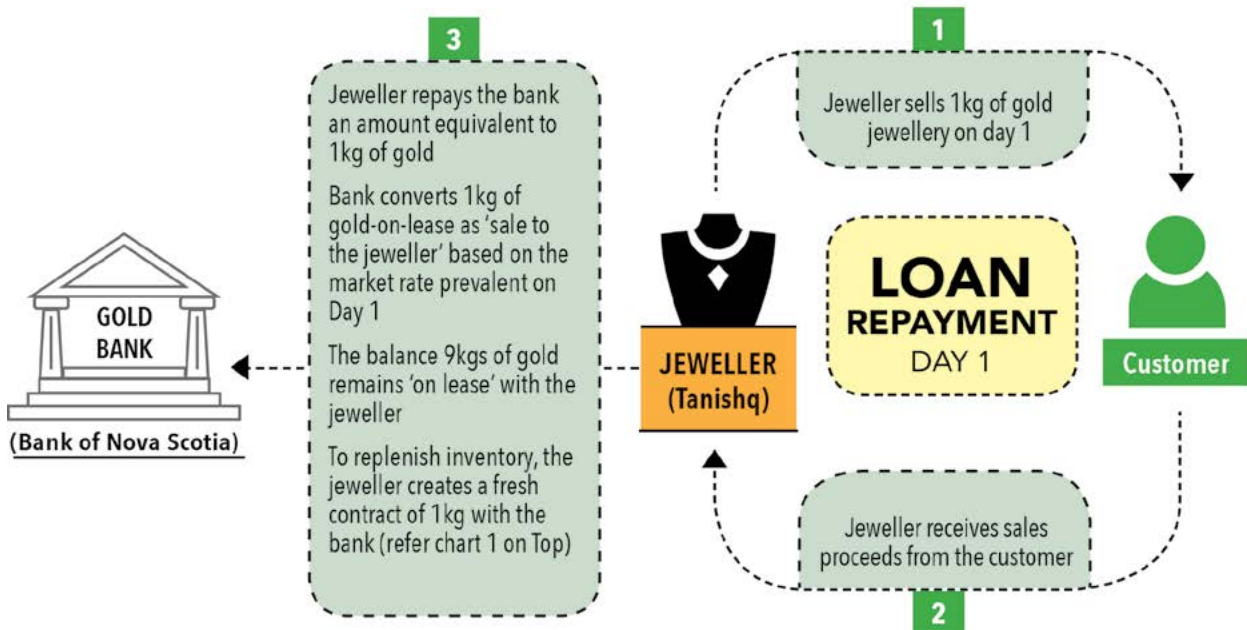 3
Jeweller repays the bank
an amount equivalent to
1kg of gold
Bank converts 1kg of
gold-on-lease as ‘sale to
the jeweller’ based on the
market rate prevalent on
Day 1
The balance 9kgs of gold
remains ‘on lease’ with the
jeweller
To replenish inventory, the
jeweller creates a fresh
contract of 1kg with the
bank (refer chart 1 on Top)
GOLD
BANK
(Bank of Nova Scotia)
1
Jeweller sells 1kg of gold
jewellery on day 1
JEWELLER
(Tanishq)
LOAN
REPAYMENT
DAY 1
Customer
Jeweller receives sales
proceeds from the customer
2